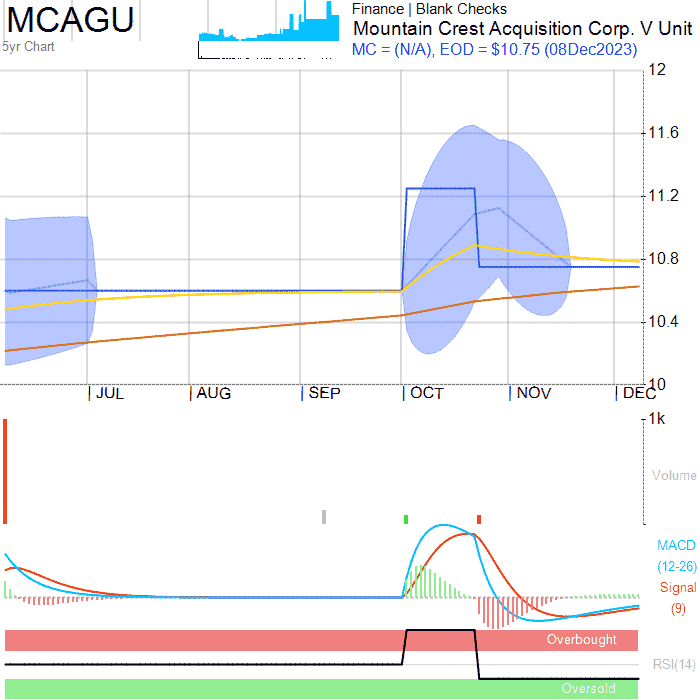 MCAGU
5yr Chart
Finance | Blank Checks
Mountain Crest Acquisition Corp. V Unit
MC = (N/A), EOD = $10.75 (08Dec2023)
12
11.6
11.2
10.8
10.4
10
JUL AUG SEP OCT NOV DEC
1k
Volume
MACD
(12-26)
Signal
(9)
Overbought
RSI(14)
Oversold